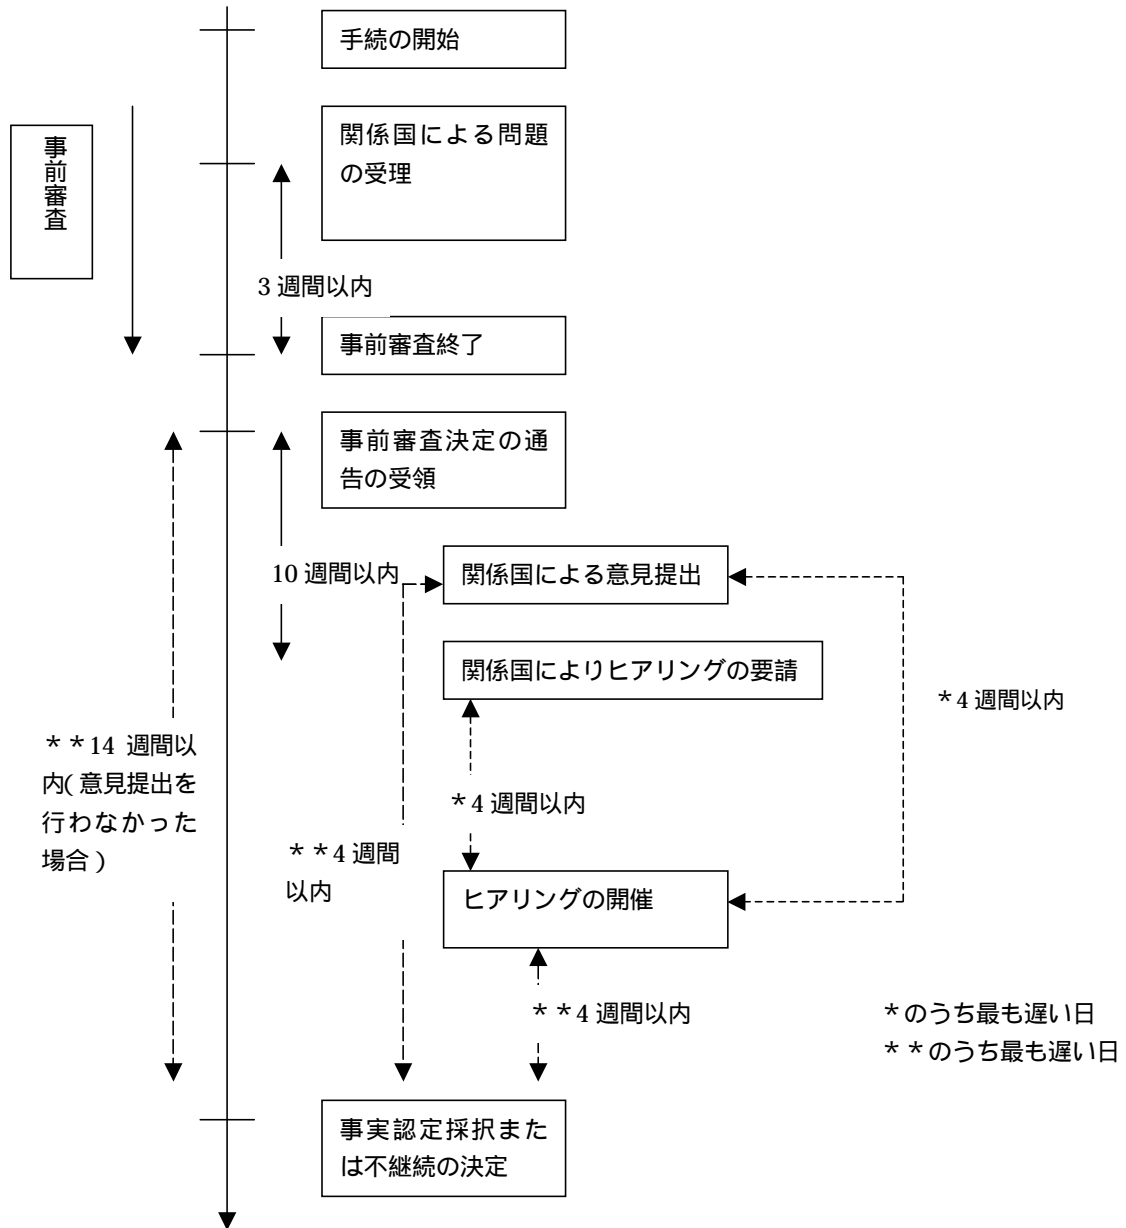 手続の開始
関係国による問題
の受理
事前審査
3 週間以内
事前審査終了
事前審査決定の通
告の受領
10 週間以内
関係国による意見提出
関係国によりヒアリングの要請
*4 週間以内
**14 週間以
内(意見提出を
行わなかった
場合)
*4 週間以内
**4 週間
以内
ヒアリングの開催
**4 週間以内
*のうち最も遅い日
**のうち最も遅い日
事実認定採択また
は不継続の決定